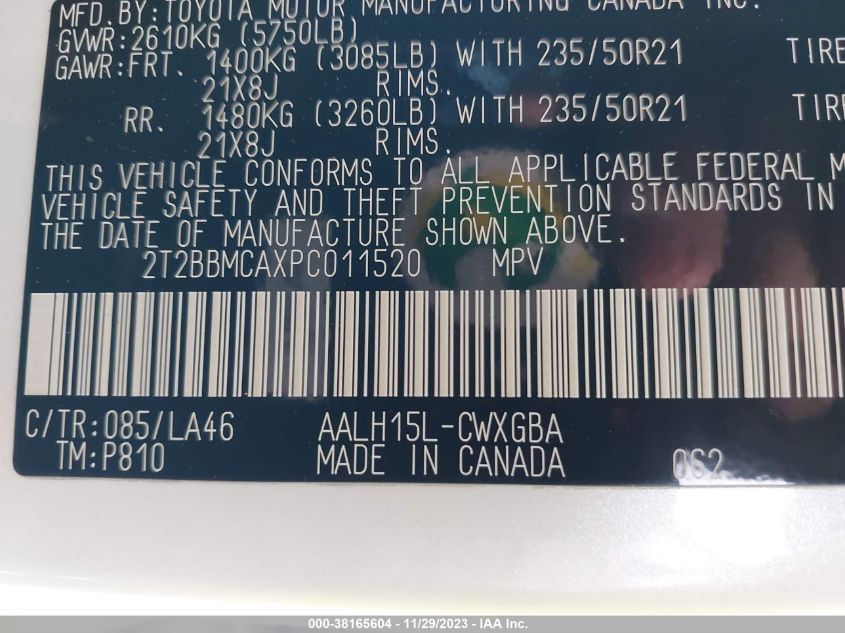 MFD.BY:TOYOTA MOTOR MANUFACTURING CANADA INC.
GVWR:2610KG (5750LB)
GAWR:FRT. 1400KG (3085LB) WITH 235/50R21 TIRE
21X8J RIMS.
RR. 1480KG (3260LB) WITH 235/50R21 TIR
21X8J RIMS.
THIS VEHICLE CONFORMS TO ALL APPLICABLE FEDERAL M
VEHICLE SAFETY AND THEFT PREVENTION STANDARDS IN
THE DATE OF MANUFACTURE SHOWN ABOVE.
2T2BBMCAXPC011520 MPV
C/TR:085/LA46 AALH15L-CWXGBA
TM:P810 MADE IN CANADA 062
000-38165604 - 11/29/2023 - IAA Inc.